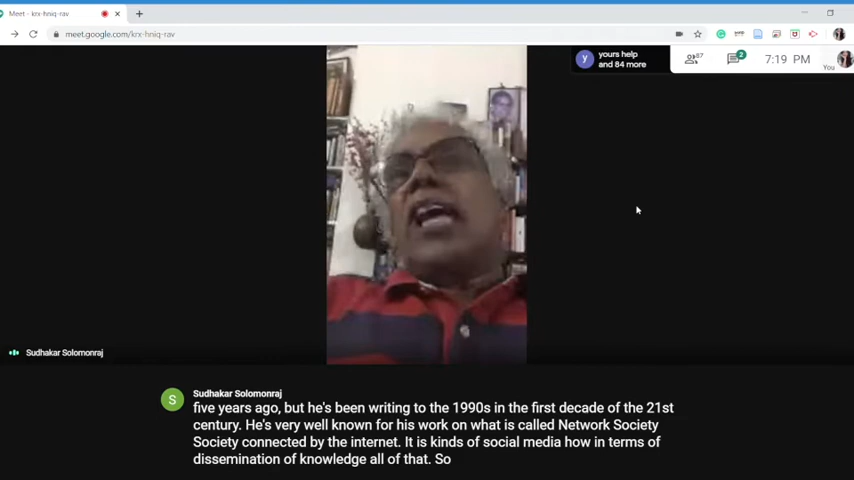 Meet - krx-hniq-rav
meet.google.com/krx-hniq-rav
yours help
y
and 84 more
87
2
7:19 PM
You
Sudhakar Solomonraj
S
Sudhakar Solomonraj
five years ago, but he's been writing to the 1990s in the first decade of the 21st
century. He's very well known for his work on what is called Network Society
Society connected by the internet. It is kinds of social media how in terms of
dissemination of knowledge all of that. So